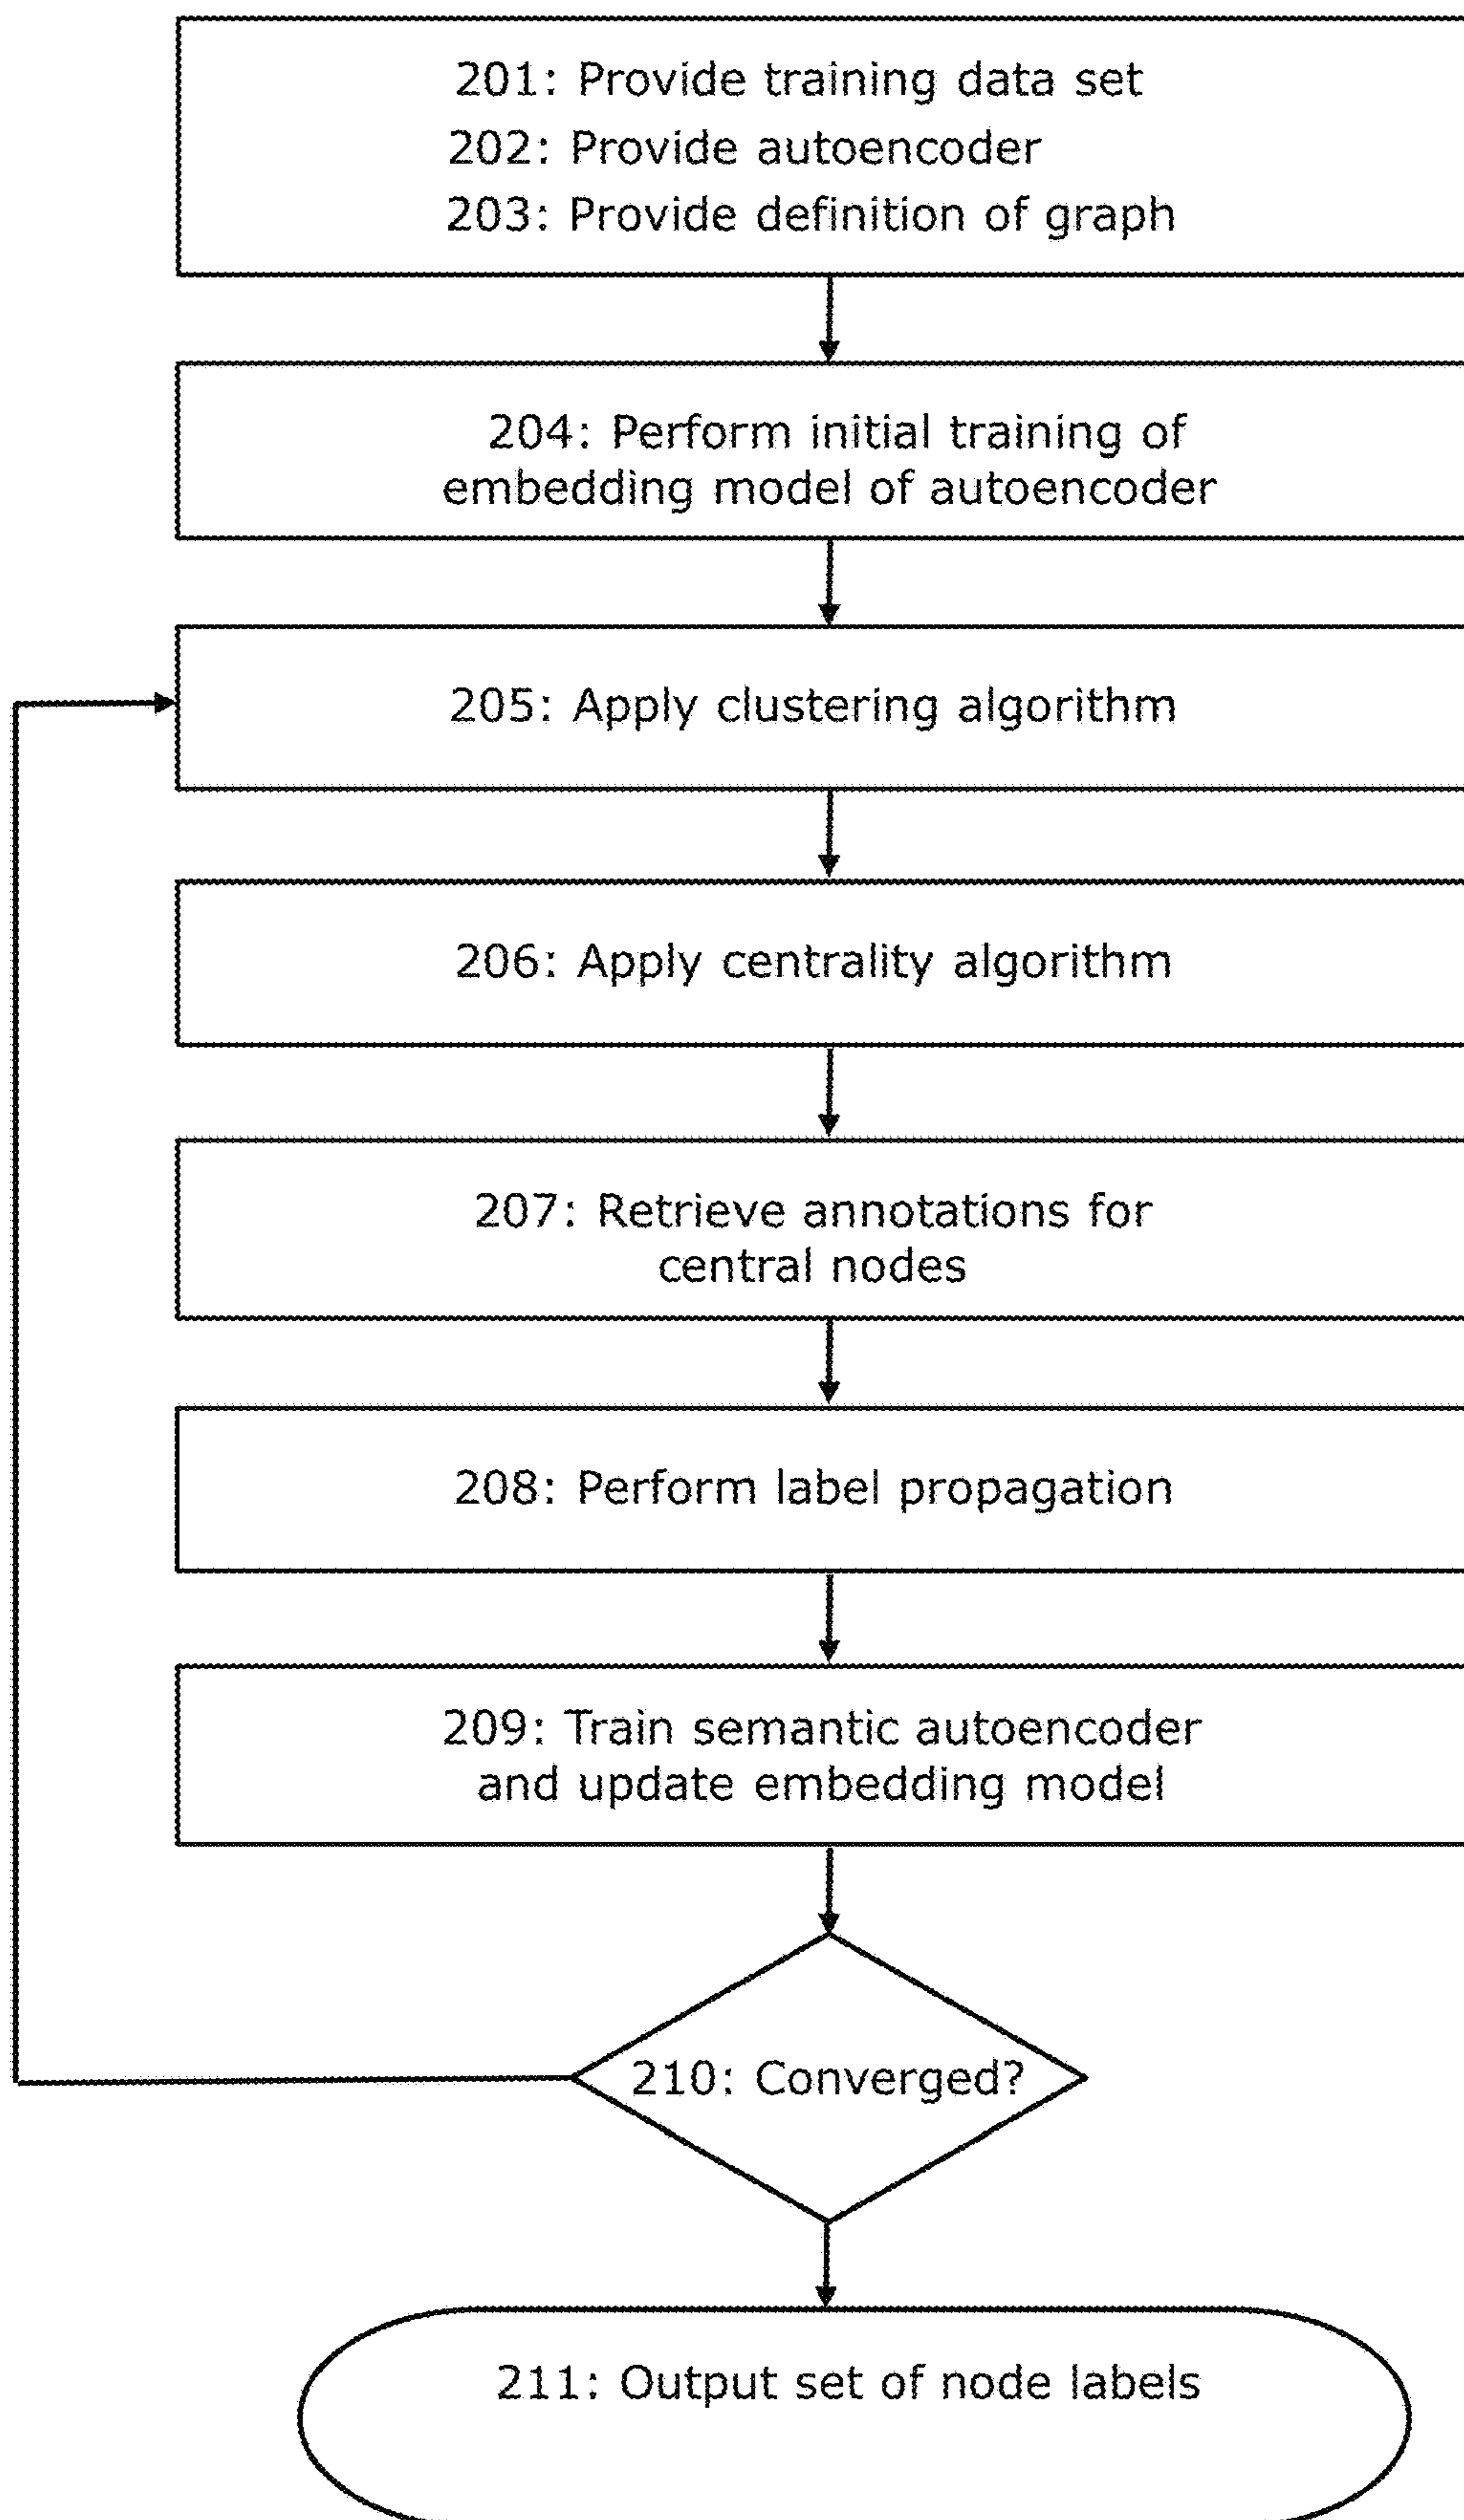 201: Provide training data set
202: Provide autoencoder
203: Provide definition of graph
204: Perform initial training of
embedding model of autoencoder
205: Apply clustering algorithm
206: Apply centrality algorithm
207: Retrieve annotations for
central nodes
208: Perform label propagation
209: Train semantic autoencoder
and update embedding model
210: Converged?
211: Output set of node labels